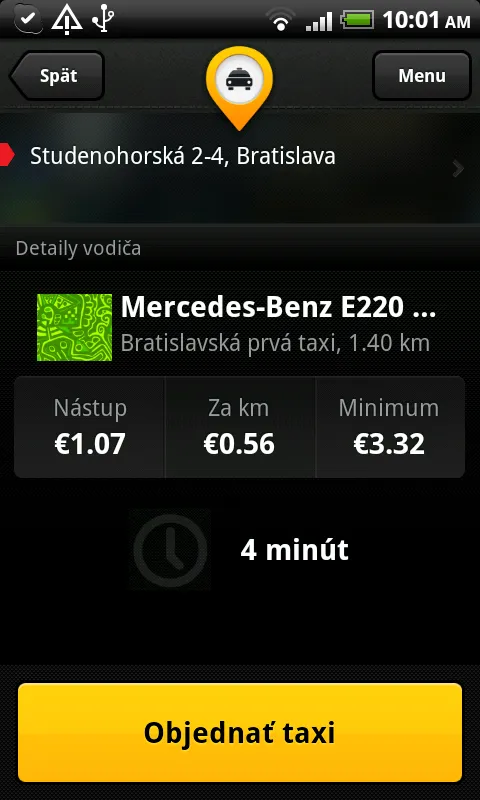 10:01 AM
Späť
Menu
Studenohorská 2-4, Bratislava
Detaily vodiča
Mercedes-Benz E220 ...
Bratislavská prvá taxi, 1.40 km
Nástup
Za km
Minimum
€1.07
€0.56
€3.32
4 minút
Objednať taxi